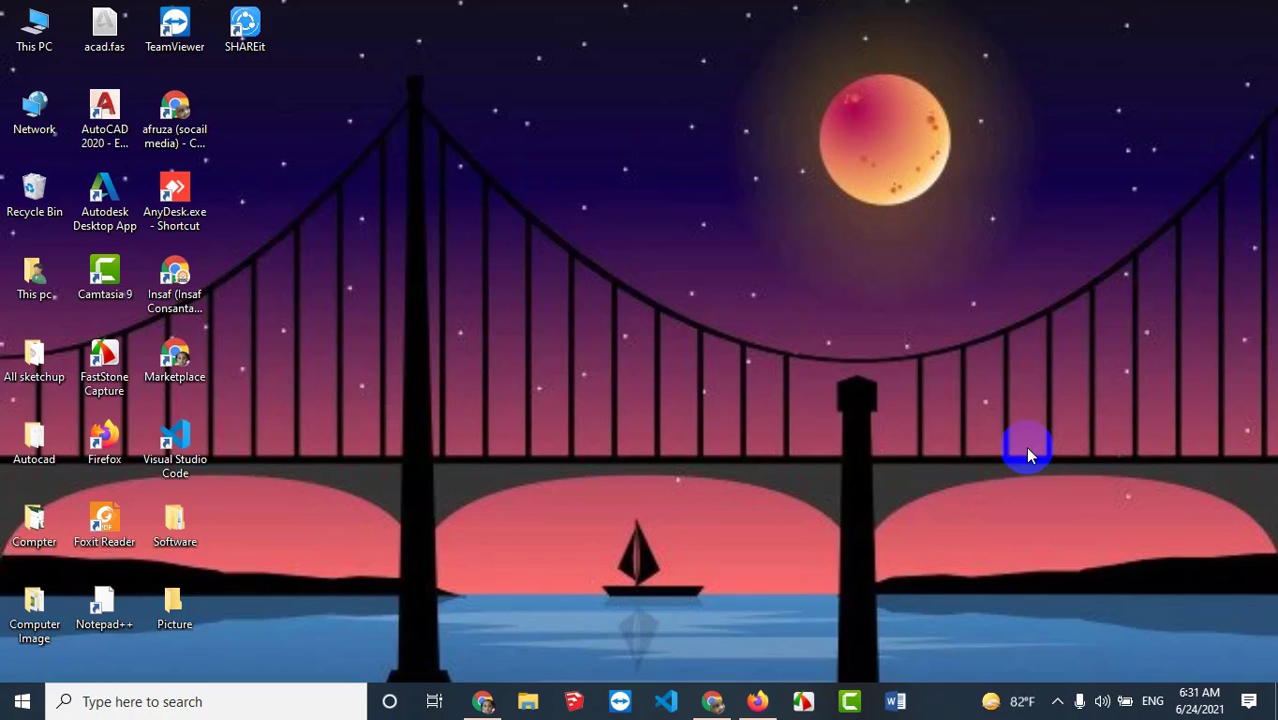 This PC
acad.fas
TeamViewer
SHAREit
Network
AutoCAD
2020 - E...
afruza (socail
media) - C...
Recycle Bin
Autodesk
Desktop App
AnyDesk.exe
- Shortcut
This pc
Camtasia 9
Insaf (Insaf
Consanta...
All sketchup
FastStone
Capture
Marketplace
Autocad
Firefox
Visual Studio
Code
Compter
Foxit Reader
Software
Computer
Image
Notepad++
Picture
Type here to search
82°F
ENG
6:31 AM
6/24/2021